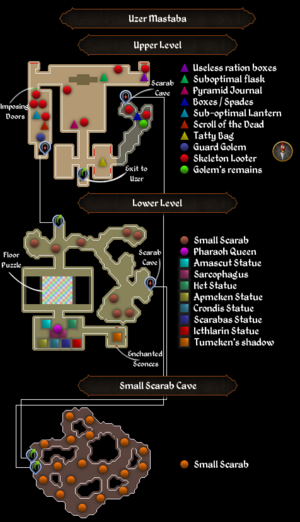 Uzer Mastaba
Upper Level
Scarab
Cave
Imposing
Doors
Exit to
Uzer
Useless ration boxes
Suboptimal flask
Pyramid Journal
Boxes / Spades
Sub-optimal Lantern
Scroll of the Dead
Tatty Bag
Guard Golem
Skeleton Looter
Golem's remains
Lower Level
Floor
Puzzle
Scarab
Cave
Enchanted
Sconces
Small Scarab
Pharaoh Queen
Amascut Statue
Sarcophagus
Het Statue
Apmeken Statue
Crondis Statue
Scarabas Statue
Icthlarin Statue
Tumeken's shadow
Small Scarab Cave
Small Scarab